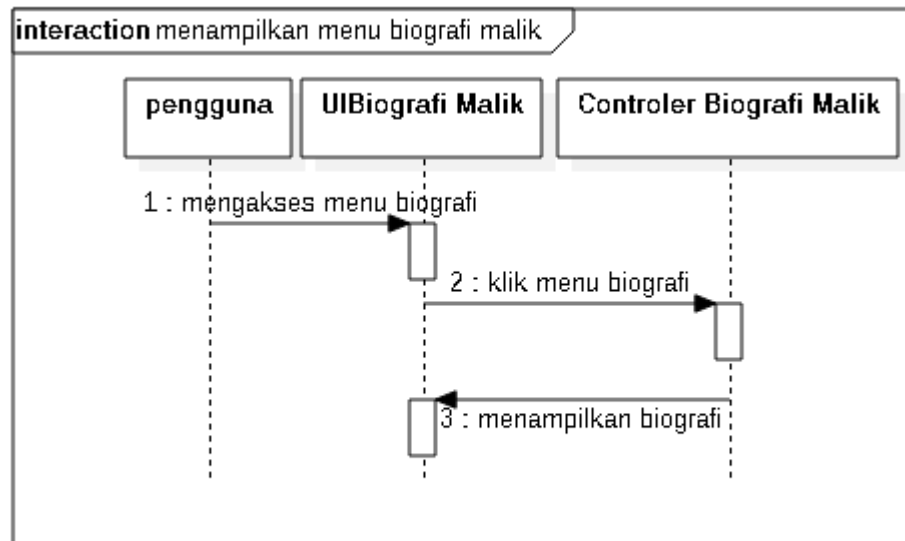 interaction menampilkan menu biografi malik
pengguna
UIBiografi Malik
Controler Biografi Malik
1 : mengakses menu biografi
2 : klik menu biografi
3 : menampilkan biografi